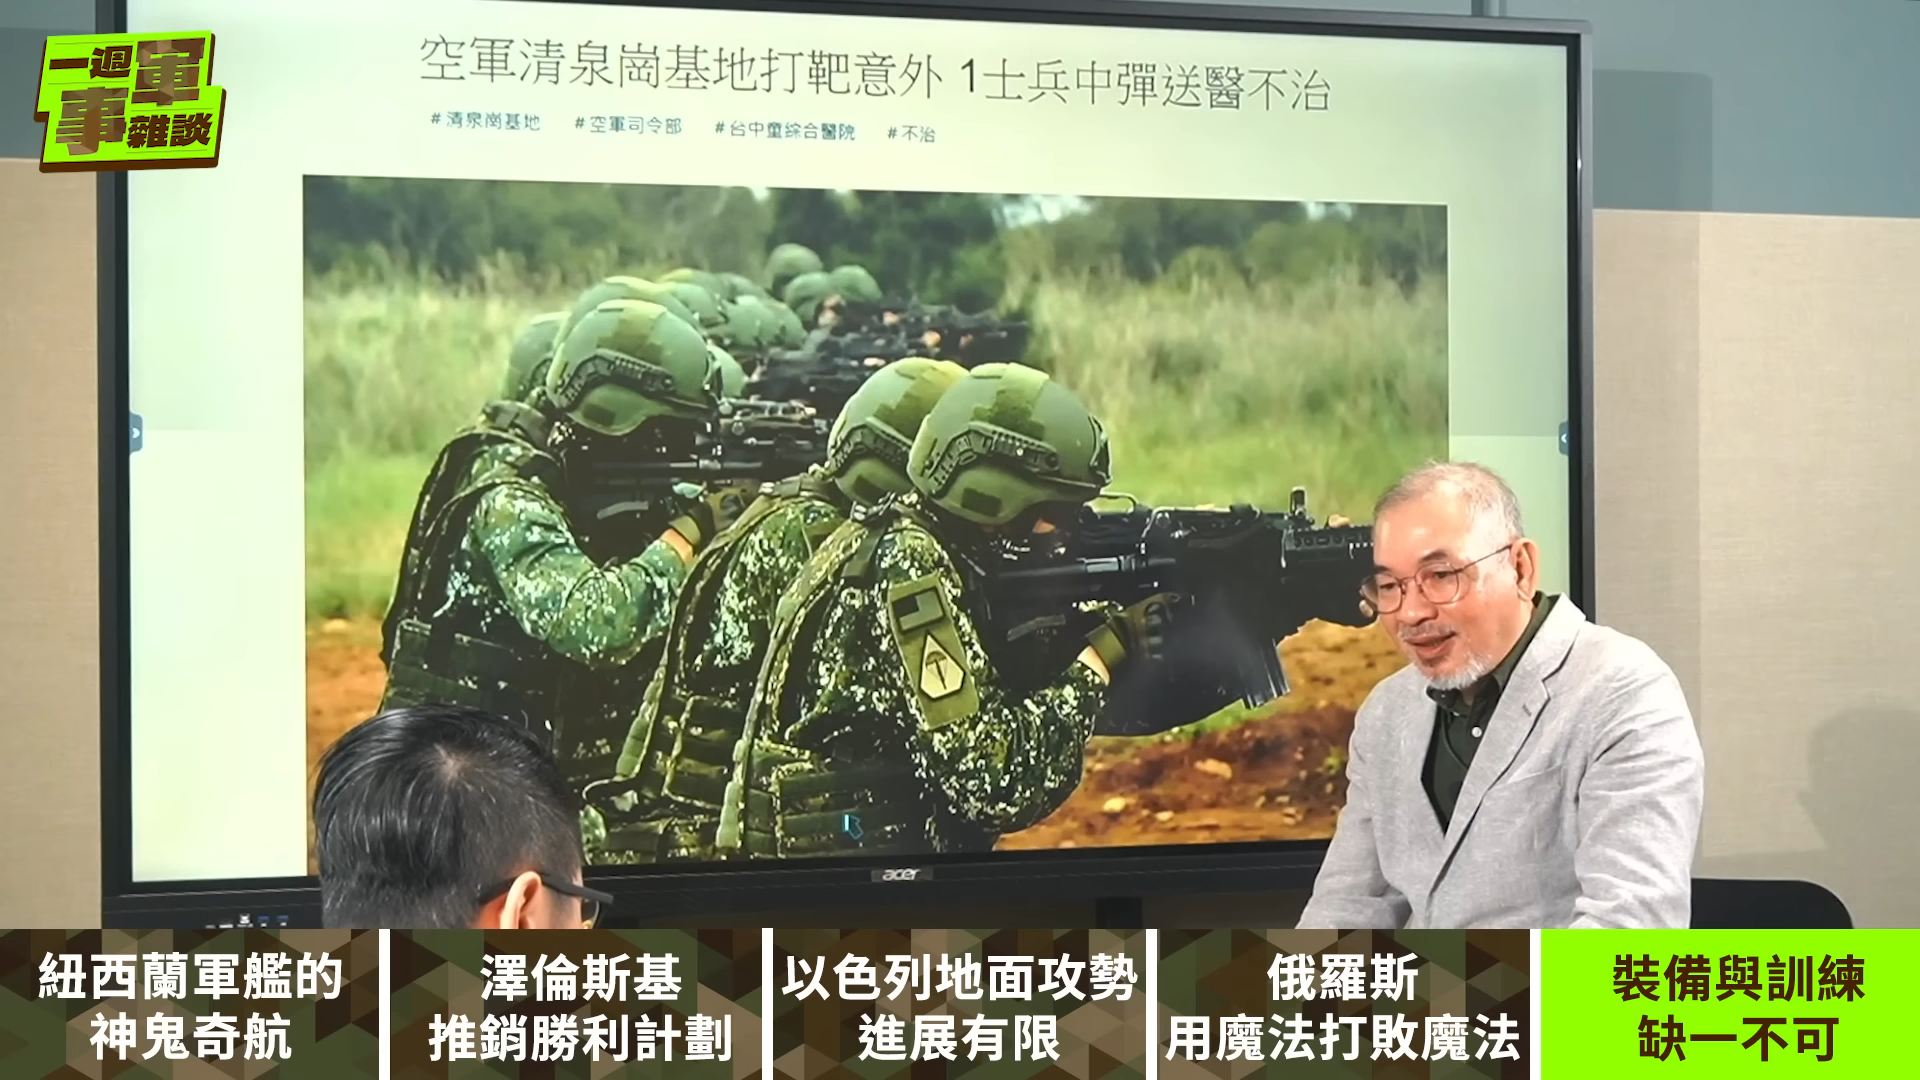 一週軍事雜談
空軍清泉崗基地打靶意外 1士兵中彈送醫不治
#清泉崗基地 #空軍司令部 #台中童綜合醫院 #不治
acer
紐西蘭軍艦的
神鬼奇航
澤倫斯基
推銷勝利計劃
以色列地面攻勢
進展有限
俄羅斯
用魔法打敗魔法
裝備與訓練
缺一不可